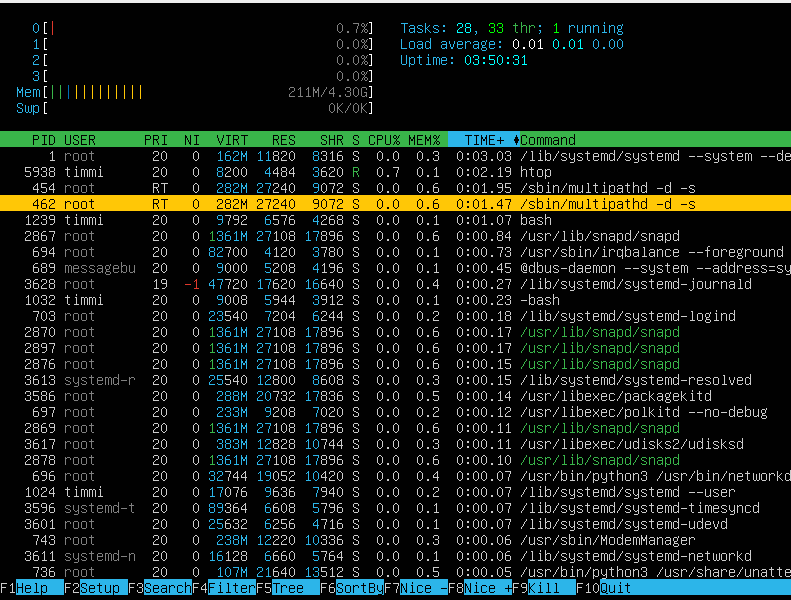 0[| 0.7%] Tasks: 28, 33 thr; 1 running
1[ 0.0%] Load average: 0.01 0.01 0.00
2[ 0.0%] Uptime: 03:50:31
3[ 0.0%]
Mem[||||||||||||| 211M/4.30G]
Swp[ 0K/0K]
PID USER PRI NI VIRT RES SHR S CPU% MEM% TIME+ Command
1 root 20 0 162M 11820 8316 S 0.0 0.3 0:03.03 /lib/systemd/systemd --system --de
5938 timmi 20 0 8200 4484 3620 R 0.7 0.1 0:02.19 htop
454 root RT 0 282M 27240 9072 S 0.0 0.6 0:01.95 /sbin/multipathd -d -s
462 root RT 0 282M 27240 9072 S 0.0 0.6 0:01.47 /sbin/multipathd -d -s
1239 timmi 20 0 9792 6576 4268 S 0.0 0.1 0:01.07 bash
2867 root 20 0 1361M 27108 17896 S 0.0 0.6 0:00.84 /usr/lib/snapd/snapd
694 root 20 0 82700 4120 3780 S 0.0 0.1 0:00.73 /usr/sbin/irqbalance --foreground
689 messagebu 20 0 9000 5208 4196 S 0.0 0.1 0:00.45 @dbus-daemon --system --address=sy
3628 root 19 -1 47720 17620 16640 S 0.0 0.4 0:00.27 /lib/systemd/systemd-journald
1032 timmi 20 0 9008 5944 3912 S 0.0 0.1 0:00.23 -bash
703 root 20 0 23540 7204 6244 S 0.0 0.2 0:00.18 /lib/systemd/systemd-logind
2870 root 20 0 1361M 27108 17896 S 0.0 0.6 0:00.17 /usr/lib/snapd/snapd
2897 root 20 0 1361M 27108 17896 S 0.0 0.6 0:00.17 /usr/lib/snapd/snapd
2876 root 20 0 1361M 27108 17896 S 0.0 0.6 0:00.15 /usr/lib/snapd/snapd
3613 systemd-r 20 0 25540 12800 8608 S 0.0 0.3 0:00.15 /lib/systemd/systemd-resolved
3586 root 20 0 288M 20732 17836 S 0.0 0.5 0:00.14 /usr/libexec/packagekitd
697 root 20 0 233M 9208 7020 S 0.0 0.2 0:00.12 /usr/libexec/polkitd --no-debug
2869 root 20 0 1361M 27108 17896 S 0.0 0.6 0:00.11 /usr/lib/snapd/snapd
3617 root 20 0 383M 12828 10744 S 0.0 0.3 0:00.11 /usr/libexec/udisks2/udisksd
2878 root 20 0 1361M 27108 17896 S 0.0 0.6 0:00.10 /usr/lib/snapd/snapd
696 root 20 0 32744 19052 10420 S 0.0 0.4 0:00.07 /usr/bin/python3 /usr/bin/networkd
1024 timmi 20 0 17076 9636 7940 S 0.0 0.2 0:00.07 /lib/systemd/systemd --user
3596 systemd-t 20 0 89364 6608 5796 S 0.0 0.1 0:00.07 /lib/systemd/systemd-timesyncd
3601 root 20 0 25632 6256 4716 S 0.0 0.1 0:00.07 /lib/systemd/systemd-udevd
743 root 20 0 238M 12220 10336 S 0.0 0.3 0:00.06 /usr/sbin/ModemManager
3611 systemd-n 20 0 16128 6660 5764 S 0.0 0.1 0:00.06 /lib/systemd/systemd-networkd
736 root 20 0 107M 21640 13512 S 0.0 0.5 0:00.05 /usr/bin/python3 /usr/share/unatte
F1Help F2Setup F3SearchF4FilterF5Tree F6SortByF7Nice -F8Nice +F9Kill F10Quit